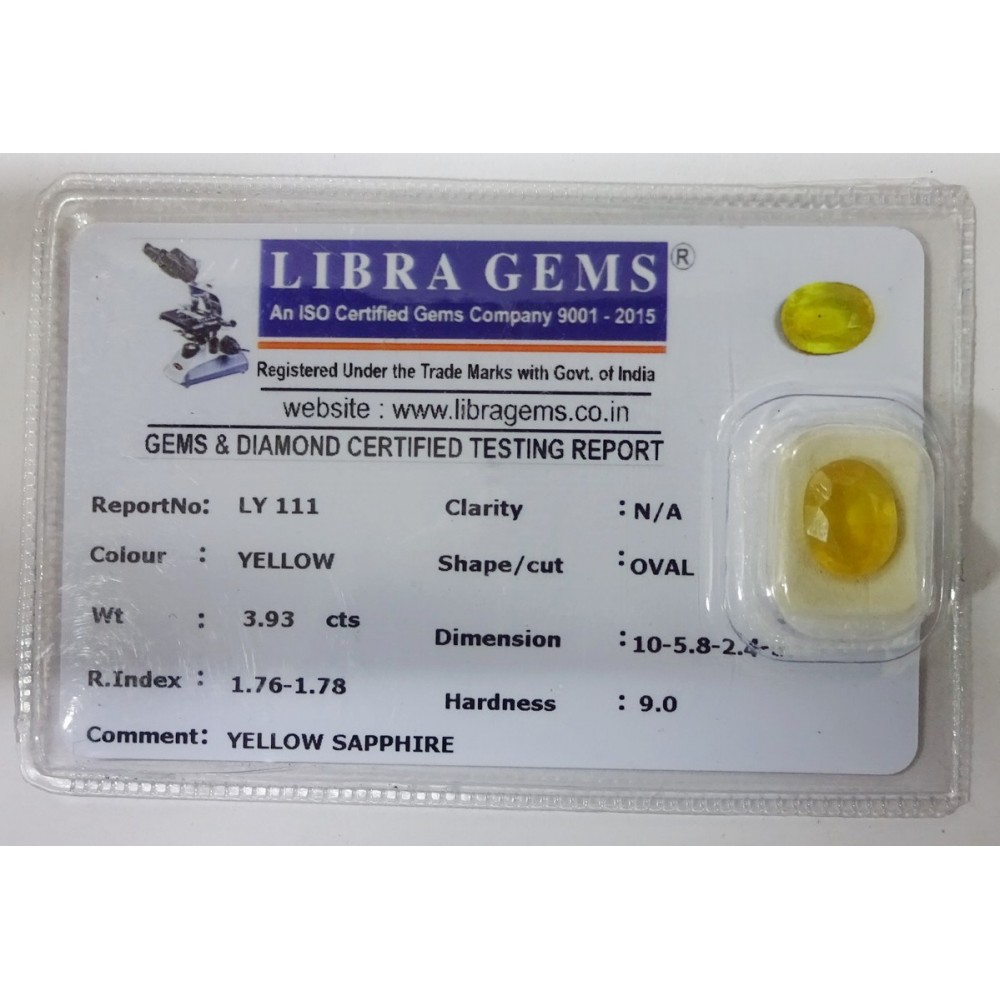 LIBRA GEMS ®
An ISO Certified Gems Company 9001 - 2015
Registered Under the Trade Marks with Govt. of India
website : www.libragems.co.in
GEMS & DIAMOND CERTIFIED TESTING REPORT
ReportNo: LY 111 Clarity : N/A
Colour : YELLOW Shape/cut : OVAL
Wt : 3.93 cts Dimension : 10-5.8-2.4-
R.Index : 1.76-1.78 Hardness : 9.0
Comment: YELLOW SAPPHIRE